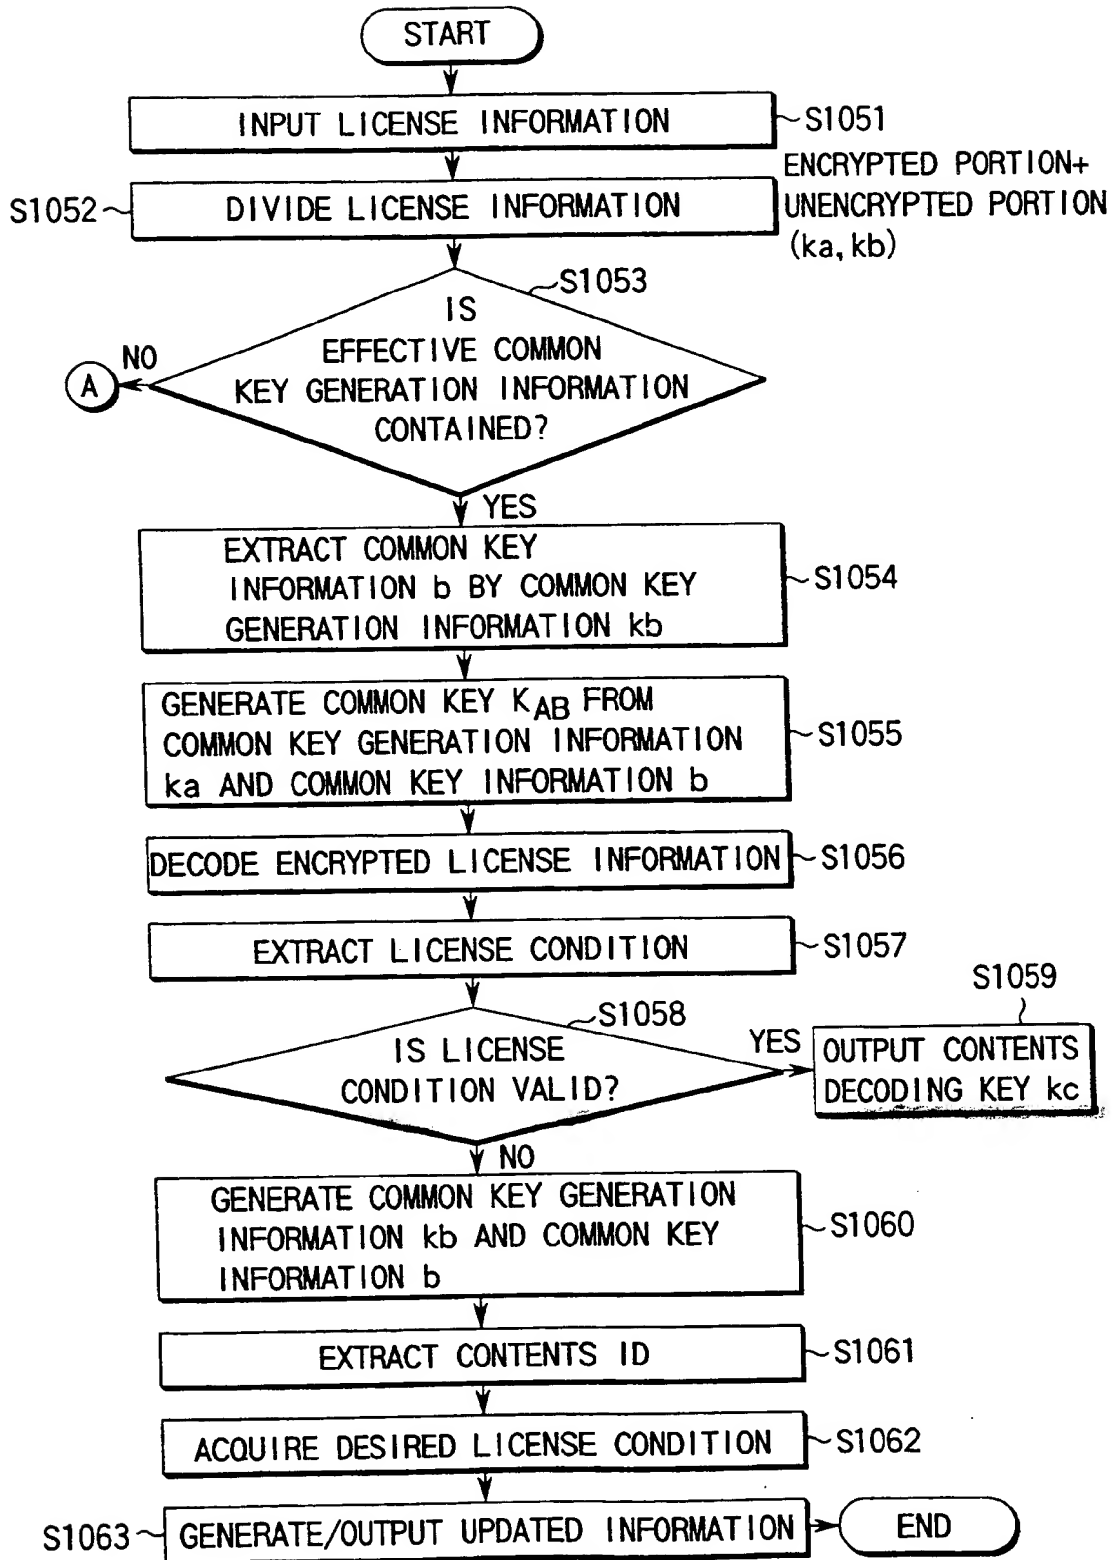 START
INPUT LICENSE INFORMATION
S1051
ENCRYPTED PORTION+
UNENCRYPTED PORTION
(ka, kb)
S1052
DIVIDE LICENSE INFORMATION
S1053
IS
EFFECTIVE COMMON
KEY GENERATION INFORMATION
CONTAINED?
NO
A
YES
EXTRACT COMMON KEY
INFORMATION b BY COMMON KEY
GENERATION INFORMATION kb
S1054
GENERATE COMMON KEY KAB FROM
COMMON KEY GENERATION INFORMATION
ka AND COMMON KEY INFORMATION b
S1055
DECODE ENCRYPTED LICENSE INFORMATION
S1056
EXTRACT LICENSE CONDITION
S1057
S1058
IS LICENSE
CONDITION VALID?
YES
S1059
OUTPUT CONTENTS
DECODING KEY kc
NO
GENERATE COMMON KEY GENERATION
INFORMATION kb AND COMMON KEY
INFORMATION b
S1060
EXTRACT CONTENTS ID
S1061
ACQUIRE DESIRED LICENSE CONDITION
S1062
S1063
GENERATE/OUTPUT UPDATED INFORMATION
END